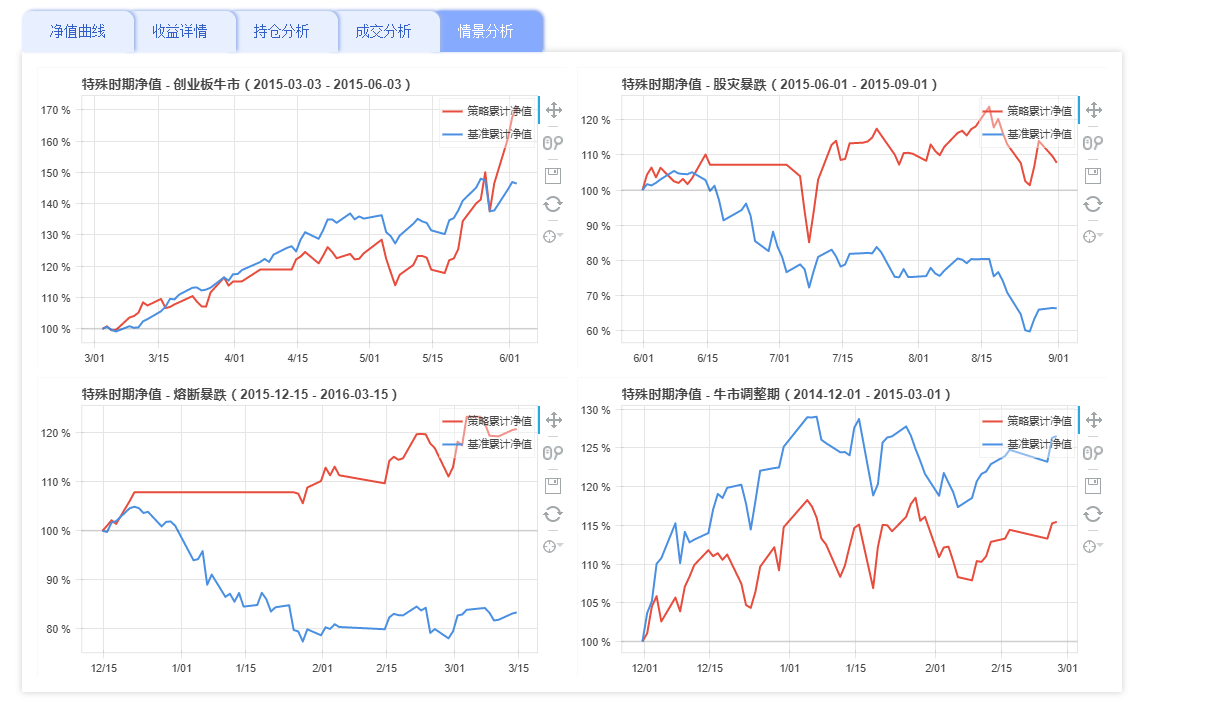 净值曲线 收益详情 持仓分析 成交分析 情景分析
特殊时期净值 - 创业板牛市 ( 2015-03-03 - 2015-06-03 )
策略累计净值
基准累计净值
170 %
160 %
150 %
140 %
130 %
120 %
110 %
100 %
3/01 3/15 4/01 4/15 5/01 5/15 6/01
特殊时期净值 - 股灾暴跌 ( 2015-06-01 - 2015-09-01 )
策略累计净值
基准累计净值
120 %
110 %
100 %
90 %
80 %
70 %
60 %
6/01 6/15 7/01 7/15 8/01 8/15 9/01
特殊时期净值 - 熔断暴跌 ( 2015-12-15 - 2016-03-15 )
策略累计净值
基准累计净值
120 %
110 %
100 %
90 %
80 %
12/15 1/01 1/15 2/01 2/15 3/01 3/15
特殊时期净值 - 牛市调整期 ( 2014-12-01 - 2015-03-01 )
策略累计净值
基准累计净值
130 %
125 %
120 %
115 %
110 %
105 %
100 %
12/01 12/15 1/01 1/15 2/01 2/15 3/01